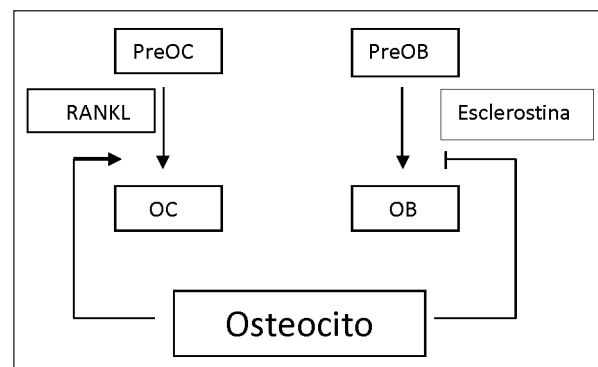 PreOC
PreOB
RANKL
Esclerostina
OC
OB
Osteocito